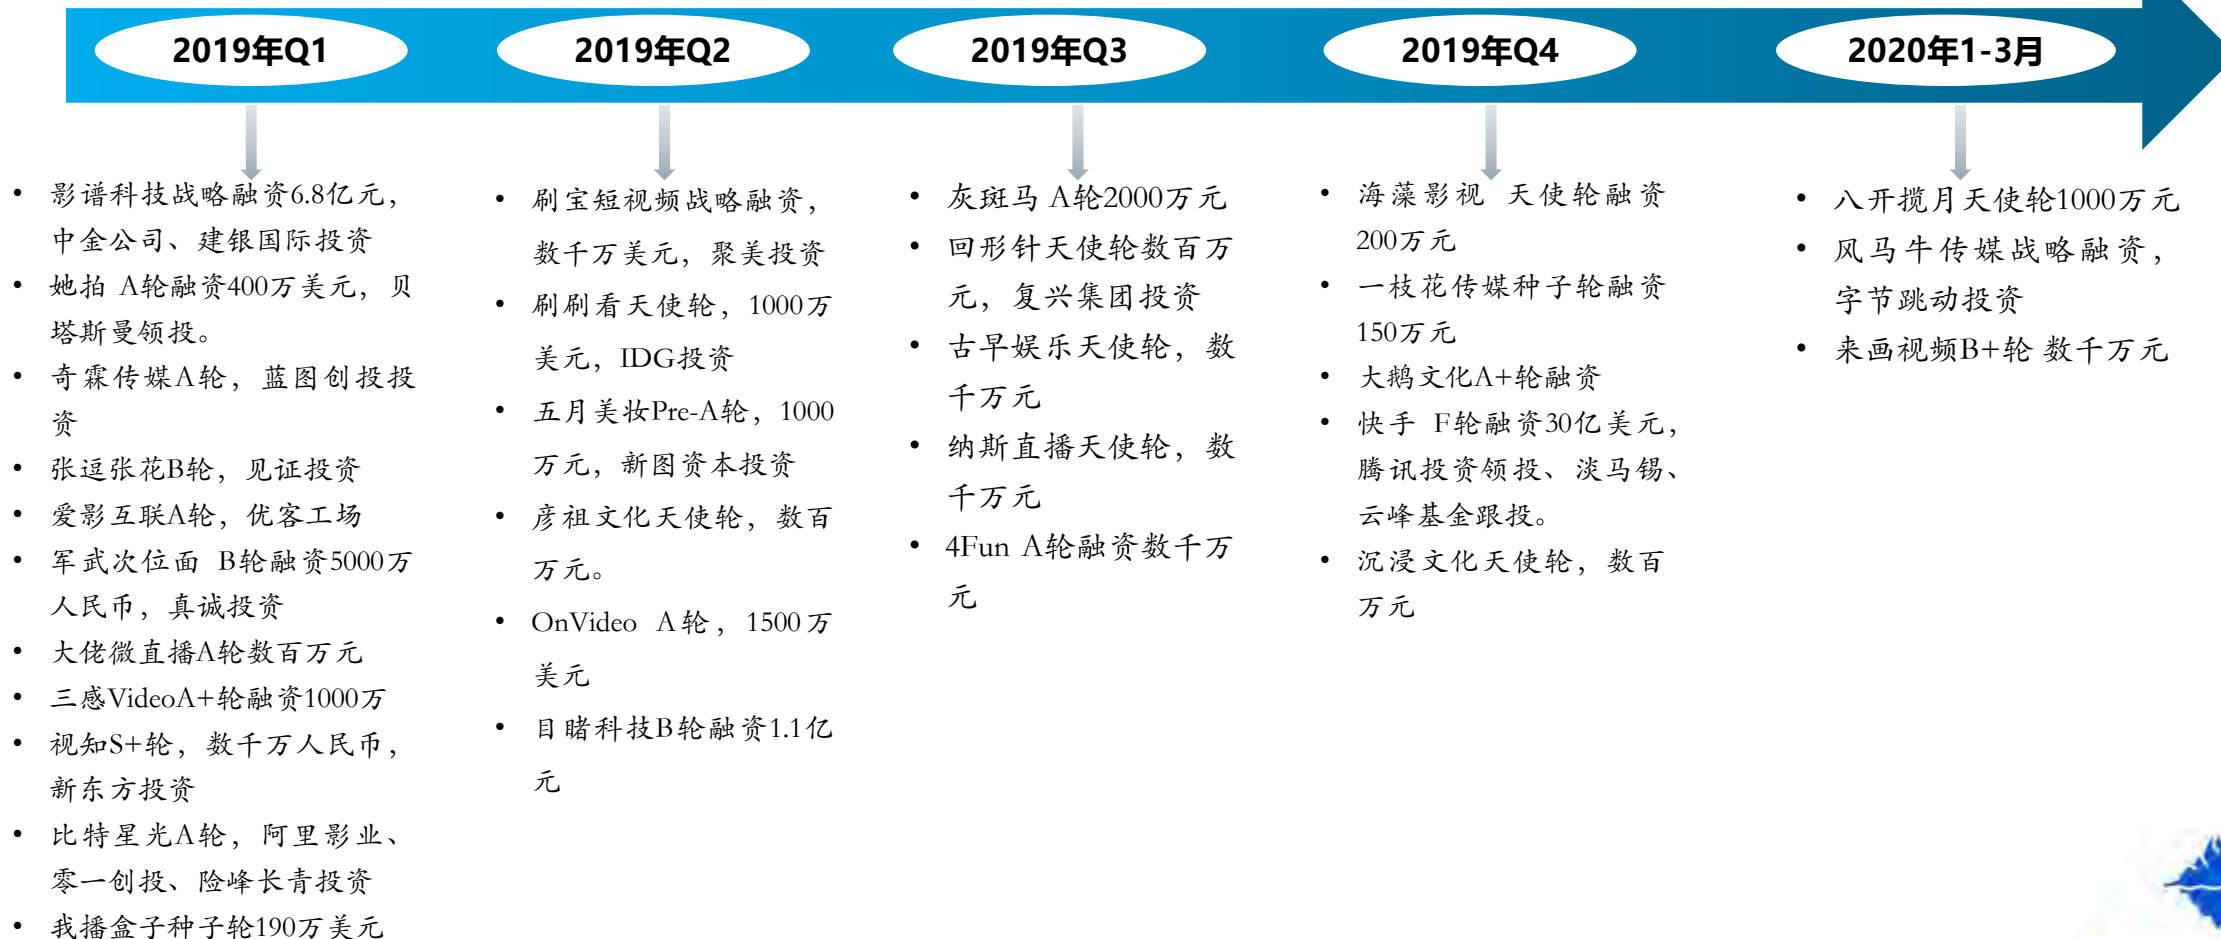 2019年Q1
2019年Q2
2019年Q3
2019年Q4
2020年1-3月
• 影谱科技战略融资6.8亿元，
中金公司、建银国际投资
• 她拍 A轮融资400万美元，贝
塔斯曼领投。
• 奇霖传媒A轮，蓝图创投投
资
• 张逗张花B轮，见证投资
• 爱影互联A轮，优客工场
• 军武次位面 B轮融资5000万
人民币，真诚投资
• 大佬微直播A轮数百万元
• 三感VideoA+轮融资1000万
• 视知S+轮，数千万人民币，
新东方投资
• 比特星光A轮，阿里影业、
零一创投、险峰长青投资
• 我播盒子种子轮190万美元
• 刷宝短视频战略融资，
数千万美元，聚美投资
• 刷刷看天使轮，1000万
美元，IDG投资
• 五月美妆Pre-A轮，1000
万元，新图资本投资
• 彦祖文化天使轮，数百
万元。
• OnVideo A轮，1500万
美元
• 目睹科技B轮融资1.1亿
元
• 灰斑马 A轮2000万元
• 回形针天使轮数百万
元，复兴集团投资
• 古早娱乐天使轮，数
千万元
• 纳斯直播天使轮，数
千万元
• 4Fun A轮融资数千万
元
• 海藻影视 天使轮融资
200万元
• 一枝花传媒种子轮融资
150万元
• 大鹅文化A+轮融资
• 快手 F轮融资30亿美元，
腾讯投资领投、淡马锡、
云峰基金跟投。
• 沉浸文化天使轮，数百
万元
• 八开揽月天使轮1000万元
• 风马牛传媒战略融资，
字节跳动投资
• 来画视频B+轮 数千万元